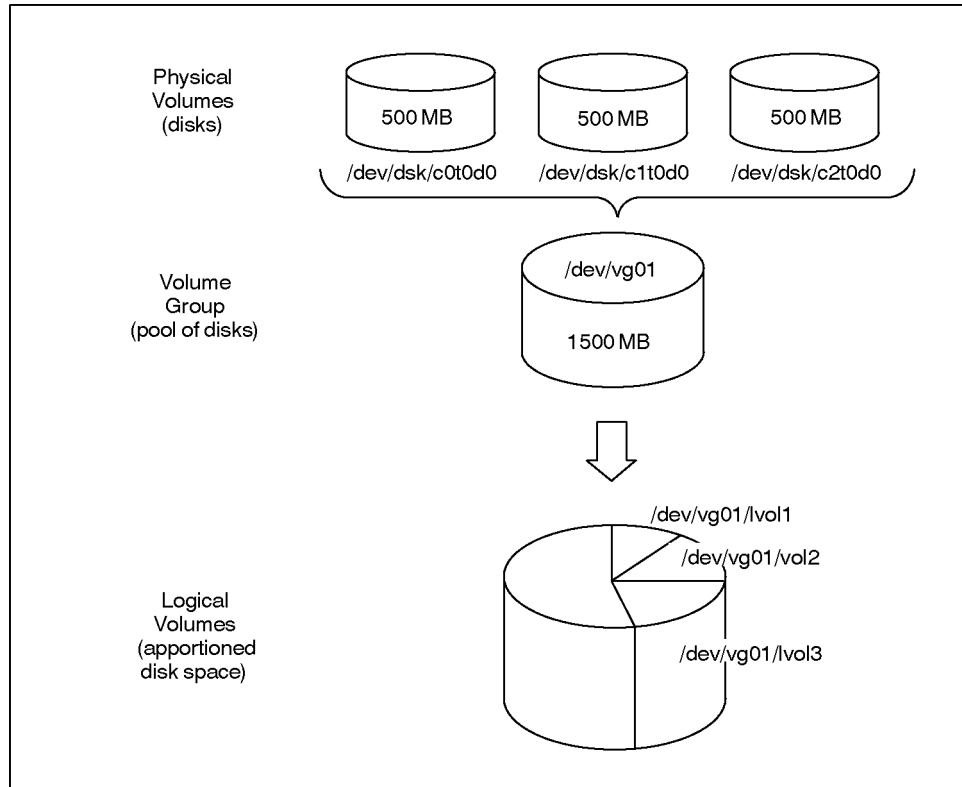 Physical
Volumes
(disks)
500 MB
500 MB
500 MB
/dev/dsk/c0t0d0
/dev/dsk/c1t0d0
/dev/dsk/c2t0d0
Volume
Group
(pool of disks)
/dev/vg01
1500 MB
Logical
Volumes
(apportioned
disk space)
/dev/vg01/lvol1
/dev/vg01/vol2
/dev/vg01/lvol3